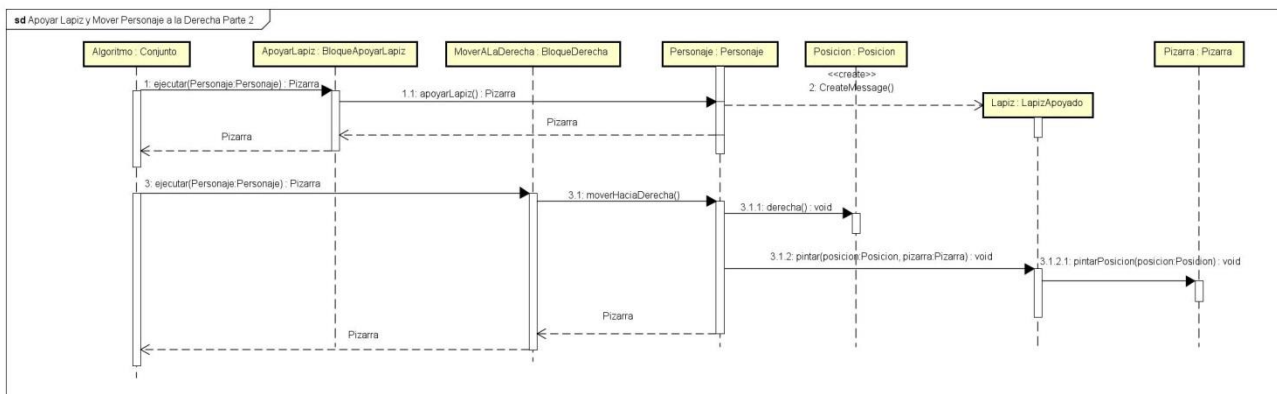 sd Apoyar Lapiz y Mover Personaje a la Derecha Parte 2
Algoritmo : Conjunto
ApoyarLapiz : BloqueApoyarLapiz
MoverALaDerecha : BloqueDerecha
Personaje : Personaje
Posicion : Posicion
Pizarra : Pizarra
<<create>>
1: ejecutar(Personaje:Personaje) : Pizarra
2: CreateMessage()
1.1: apoyarLapiz() : Pizarra
Lapiz : LapizApoyado
Pizarra
Pizarra
3: ejecutar(Personaje:Personaje) : Pizarra
3.1: moverHaciaDerecha()
3.1.1: derecha() : void
3.1.2: pintar(posicion:Posicion, pizarra:Pizarra) : void
3.1.2.1: pintarPosicion(posicion:Posicion) : void
Pizarra
Pizarra